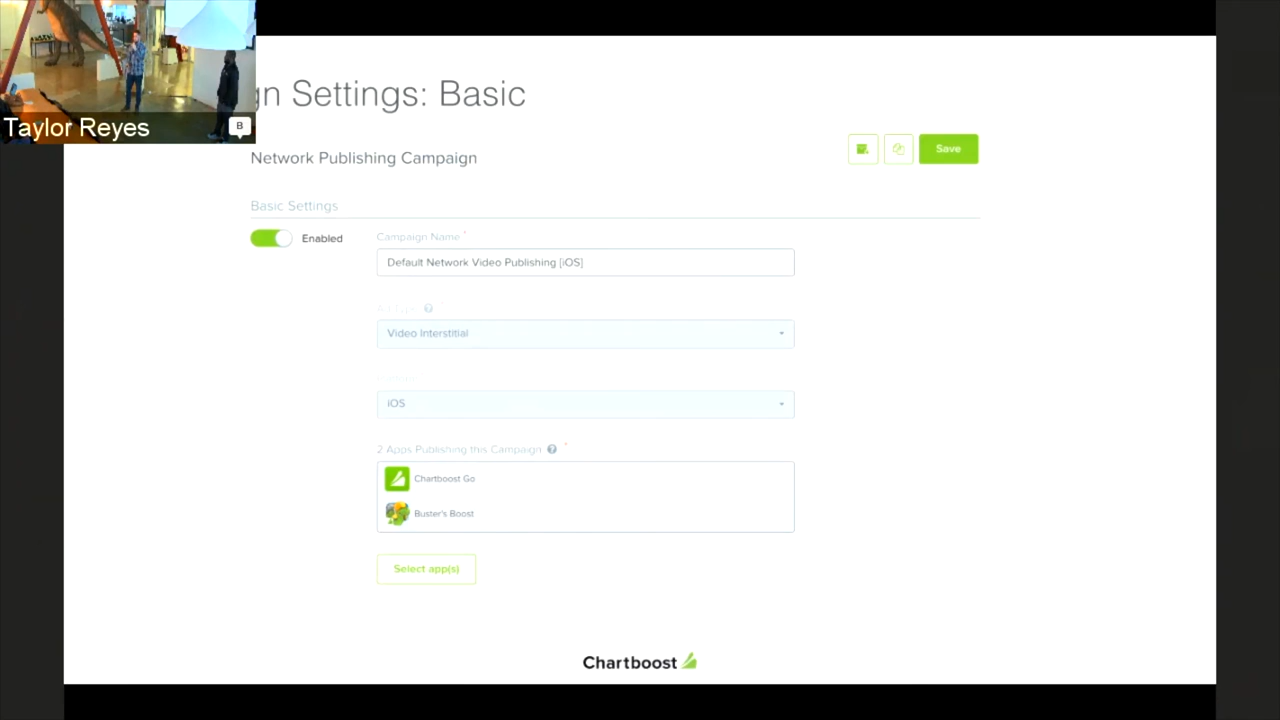 gn Settings: Basic
Taylor Reyes
B
Network Publishing Campaign
Save
Basic Settings
Enabled
Campaign Name *
Default Network Video Publishing [iOS]
Video Interstitial
iOS
2 Apps Publishing this Campaign ? *
Chartboost Go
Buster's Boost
Select app(s)
Chartboost